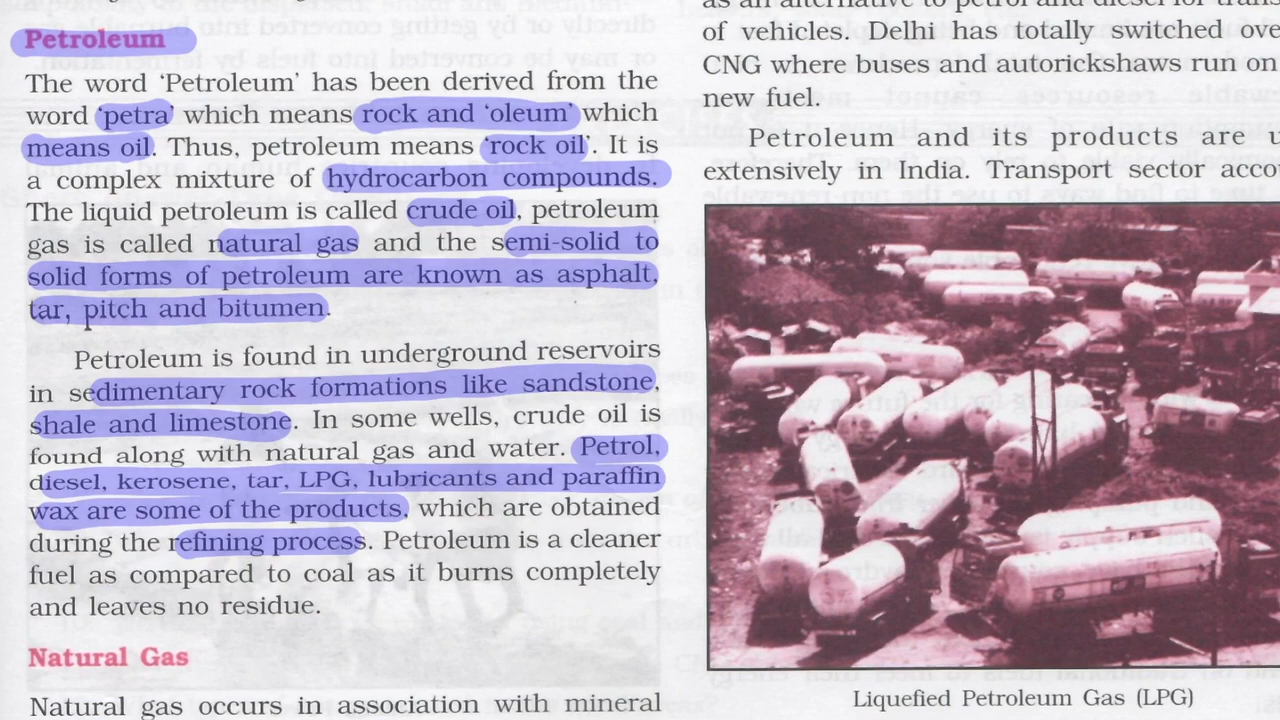 Petroleum
The word ‘Petroleum’ has been derived from the
word ‘petra’ which means rock and ‘oleum’ which
means oil. Thus, petroleum means ‘rock oil’. It is
a complex mixture of hydrocarbon compounds.
The liquid petroleum is called crude oil, petroleum
gas is called natural gas and the semi-solid to
solid forms of petroleum are known as asphalt,
tar, pitch and bitumen.
Petroleum is found in underground reservoirs
in sedimentary rock formations like sandstone,
shale and limestone. In some wells, crude oil is
found along with natural gas and water. Petrol,
diesel, kerosene, tar, LPG, lubricants and paraffin
wax are some of the products, which are obtained
during the refining process. Petroleum is a cleaner
fuel as compared to coal as it burns completely
and leaves no residue.
Natural Gas
Natural gas occurs in association with mineral
as an alternative to petrol and diesel for
of vehicles. Delhi has totally switched
CNG where buses and autorickshaws run on
new fuel.
Petroleum and its products are
extensively in India. Transport sector
Liquefied Petroleum Gas (LPG)